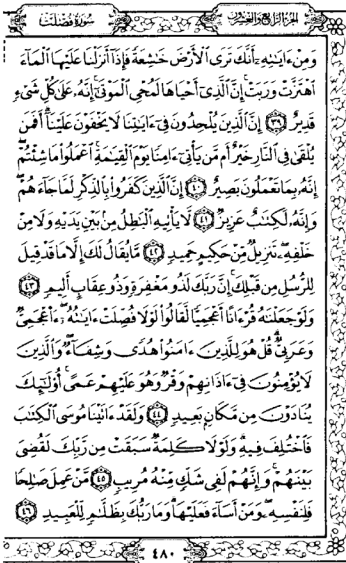 سورة فصلت
الجزء الرابع والعشرون
وَمِنْ ءَايَٰتِهِۦٓ أَنَّكَ تَرَى ٱلْأَرْضَ خَٰشِعَةً فَإِذَآ أَنزَلْنَا عَلَيْهَا ٱلْمَآءَ
ٱهْتَزَّتْ وَرَبَتْ ۚ إِنَّ ٱلَّذِىٓ أَحْيَاهَا لَمُحْىِ ٱلْمَوْتَىٰٓ ۚ إِنَّهُۥ عَلَىٰ كُلِّ شَىْءٍ
قَدِيرٌ ٣٩ إِنَّ ٱلَّذِينَ يُلْحِدُونَ فِىٓ ءَايَٰتِنَا لَا يَخْفَوْنَ عَلَيْنَآ ۗ أَفَمَن
يُلْقَىٰ فِى ٱلنَّارِ خَيْرٌ أَم مَّن يَأْتِىٓ ءَامِنًا يَوْمَ ٱلْقِيَٰمَةِ ۚ ٱعْمَلُوا۟ مَا شِئْتُمْ ۖ
إِنَّهُۥ بِمَا تَعْمَلُونَ بَصِيرٌ ٤٠ إِنَّ ٱلَّذِينَ كَفَرُوا۟ بِٱلذِّكْرِ لَمَّا جَآءَهُمْ ۖ
وَإِنَّهُۥ لَكِتَٰبٌ عَزِيزٌ ٤١ لَّا يَأْتِيهِ ٱلْبَٰطِلُ مِنۢ بَيْنِ يَدَيْهِ وَلَا مِنْ
خَلْفِهِۦ ۖ تَنزِيلٌ مِّنْ حَكِيمٍ حَمِيدٍ ٤٢ مَّا يُقَالُ لَكَ إِلَّا مَا قَدْ قِيلَ
لِلرُّسُلِ مِن قَبْلِكَ ۚ إِنَّ رَبَّكَ لَذُو مَغْفِرَةٍ وَذُو عِقَابٍ أَلِيمٍ ٤٣
وَلَوْ جَعَلْنَٰهُ قُرْءَانًا أَعْجَمِيًّا لَّقَالُوا۟ لَوْلَا فُصِّلَتْ ءَايَٰتُهُۥٓ ۖ ءَا۬عْجَمِىٌّ
وَعَرَبِىٌّ ۗ قُلْ هُوَ لِلَّذِينَ ءَامَنُوا۟ هُدًى وَشِفَآءٌ ۖ وَٱلَّذِينَ
لَا يُؤْمِنُونَ فِىٓ ءَاذَانِهِمْ وَقْرٌ وَهُوَ عَلَيْهِمْ عَمًى ۚ أُو۟لَٰٓئِكَ
يُنَادَوْنَ مِن مَّكَانٍۭ بَعِيدٍ ٤٤ وَلَقَدْ ءَاتَيْنَا مُوسَى ٱلْكِتَٰبَ
فَٱخْتُلِفَ فِيهِ ۗ وَلَوْلَا كَلِمَةٌ سَبَقَتْ مِن رَّبِّكَ لَقُضِىَ
بَيْنَهُمْ ۚ وَإِنَّهُمْ لَفِى شَكٍّ مِّنْهُ مُرِيبٍ ٤٥ مَّنْ عَمِلَ صَٰلِحًا
فَلِنَفْسِهِۦ ۖ وَمَنْ أَسَآءَ فَعَلَيْهَا ۗ وَمَا رَبُّكَ بِظَلَّٰمٍ لِّلْعَبِيدِ ٤٦
٤٨٠